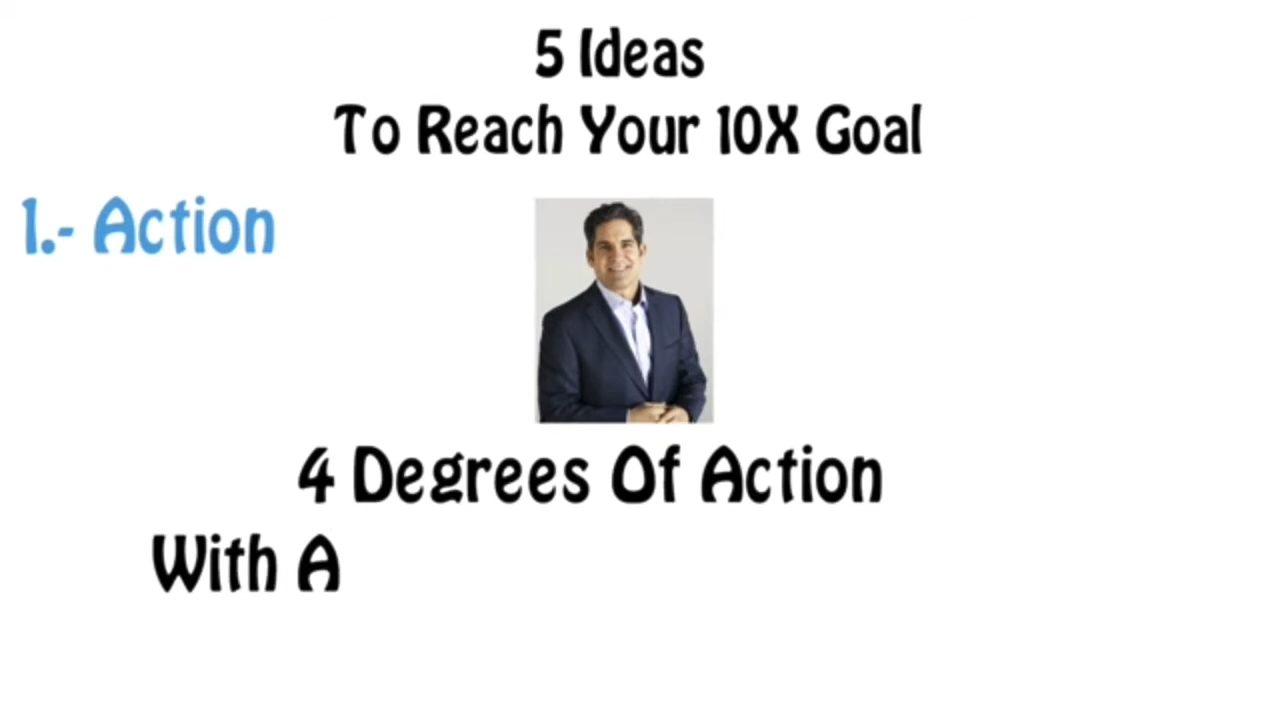 5 Ideas
To Reach Your 10X Goal
1.- Action
4 Degrees Of Action
With A